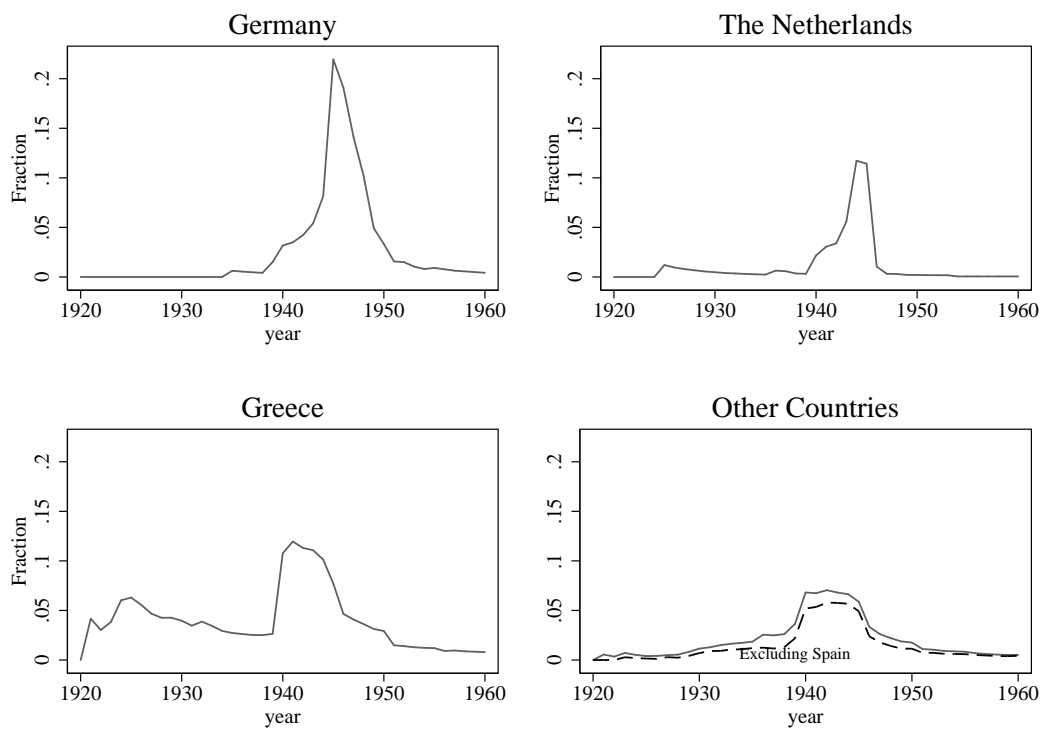 Germany
Fraction
.2
.15
.1
.05
0
1920 1930 1940 1950 1960
year
The Netherlands
Fraction
.2
.15
.1
.05
0
1920 1930 1940 1950 1960
year
Greece
Fraction
.2
.15
.1
.05
0
1920 1930 1940 1950 1960
year
Other Countries
.2
.15
.1
.05
0
Excluding Spain
1920 1930 1940 1950 1960
year